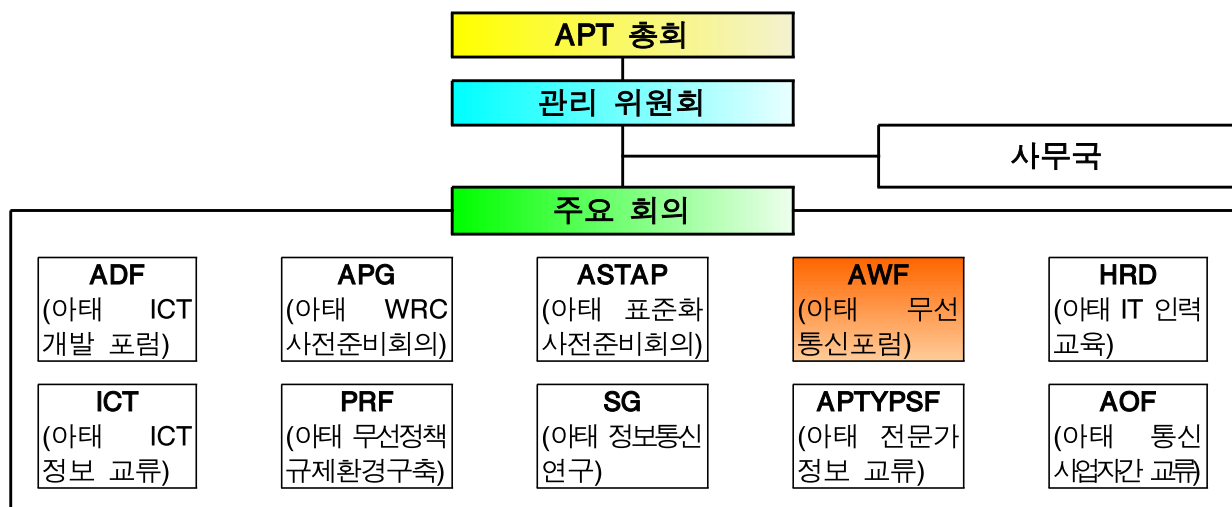 APT 총회
관리 위원회
사무국
주요 회의
ADF
(아태 ICT
개발 포럼)
APG
(아태 WRC
사전준비회의)
ASTAP
(아태 표준화
사전준비회의)
AWF
(아태 무선
통신포럼)
HRD
(아태 IT 인력
교육)
ICT
(아태 ICT
정보 교류)
PRF
(아태 무선정책
규제환경구축)
SG
(아태 정보통신
연구)
APTYPSF
(아태 전문가
정보 교류)
AOF
(아태 통신
사업자간 교류)